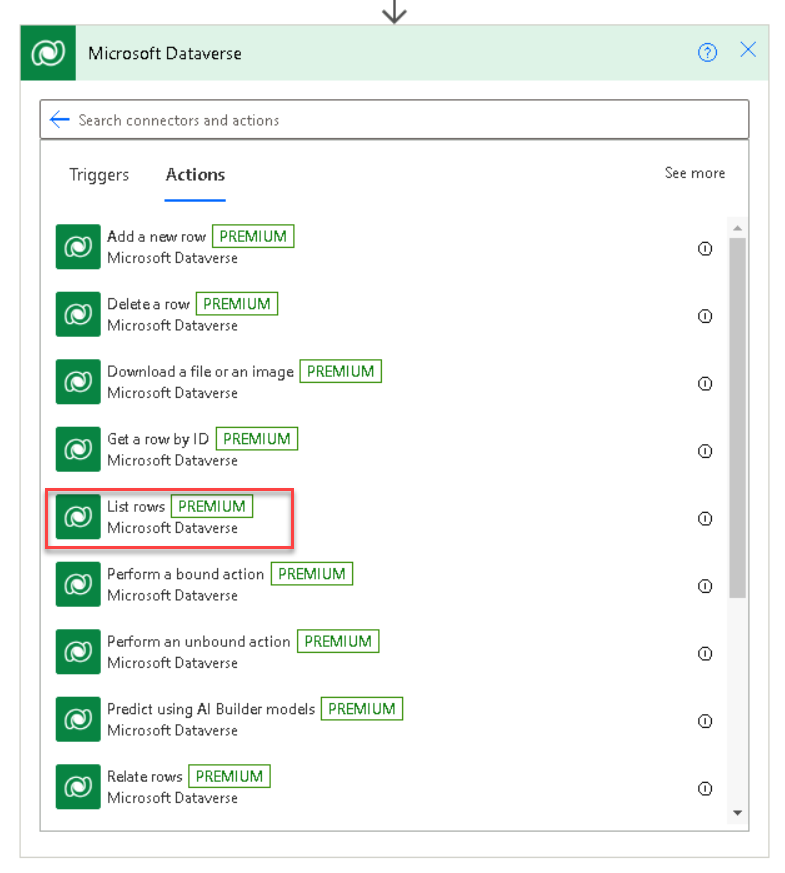 Microsoft Dataverse
Search connectors and actions
Triggers Actions See more
Add a new row PREMIUM
Microsoft Dataverse
Delete a row PREMIUM
Microsoft Dataverse
Download a file or an image PREMIUM
Microsoft Dataverse
Get a row by ID PREMIUM
Microsoft Dataverse
List rows PREMIUM
Microsoft Dataverse
Perform a bound action PREMIUM
Microsoft Dataverse
Perform an unbound action PREMIUM
Microsoft Dataverse
Predict using AI Builder models PREMIUM
Microsoft Dataverse
Relate rows PREMIUM
Microsoft Dataverse